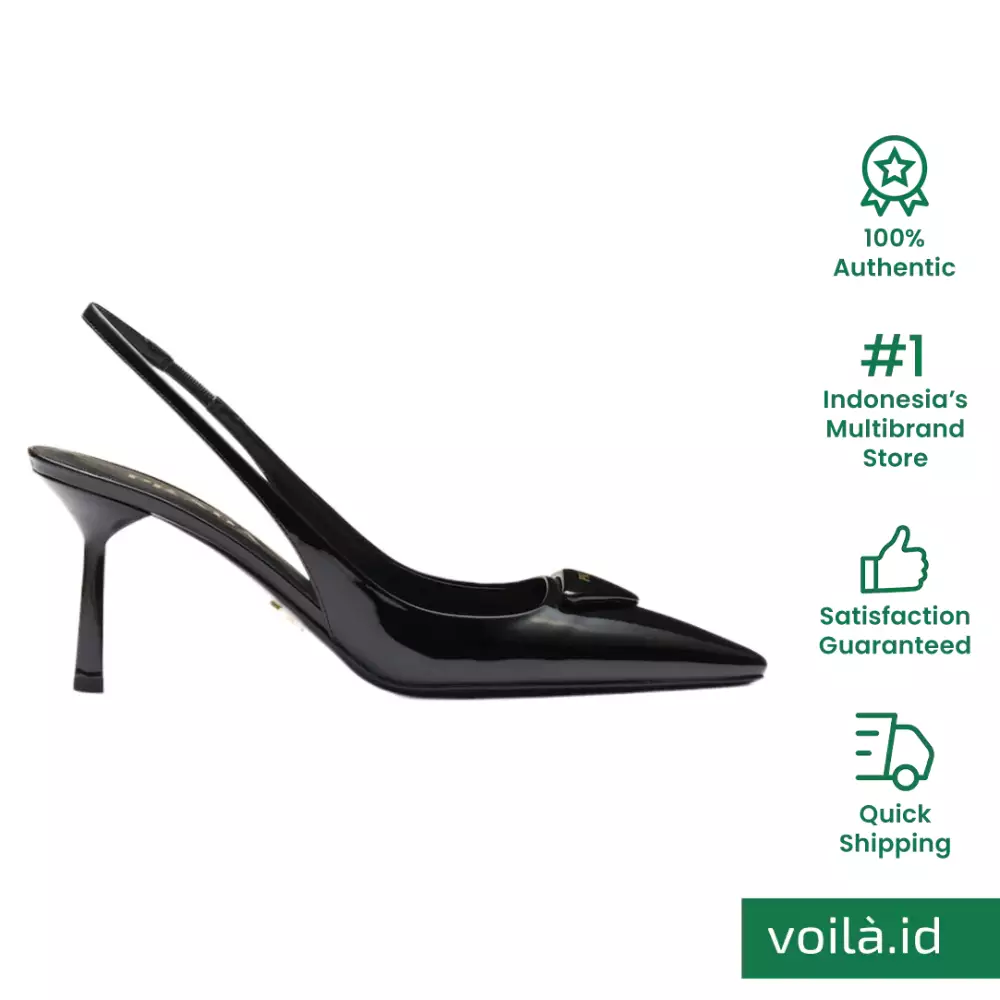 100%
Authentic
#1
Indonesia's
Multibrand
Store
Satisfaction
Guaranteed
Quick
Shipping
voilà.id